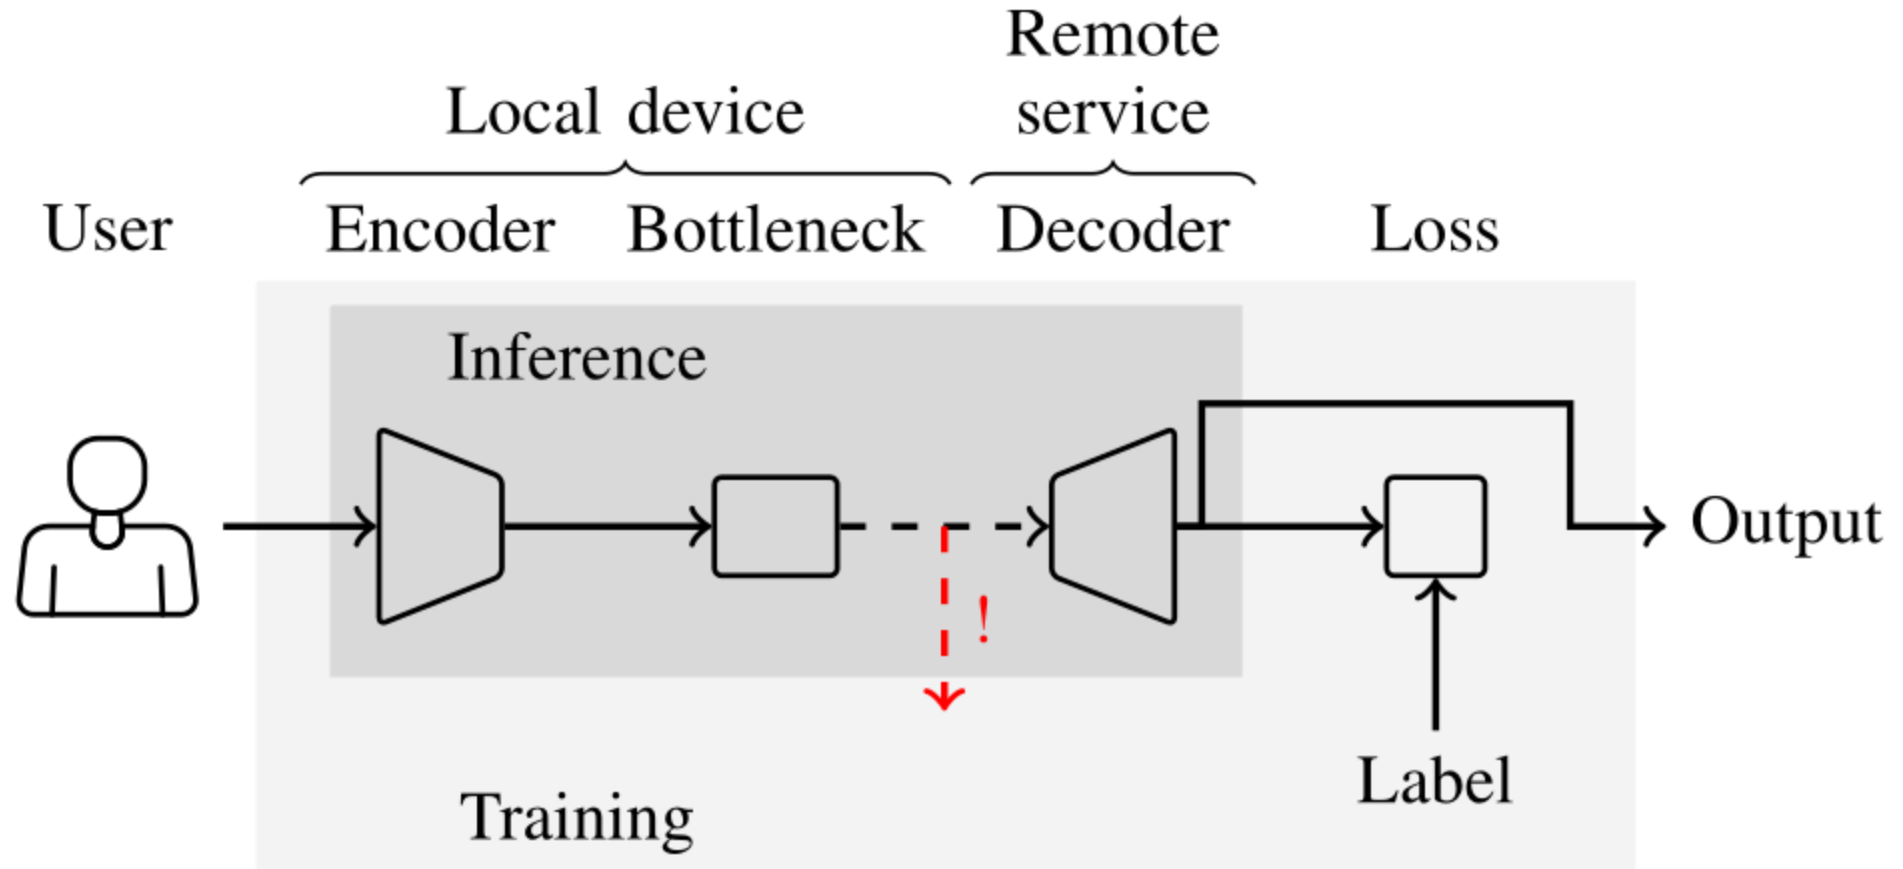 Remote
Local device
service
User
Encoder
Bottleneck
Decoder
Loss
Inference
!
Output
Label
Training